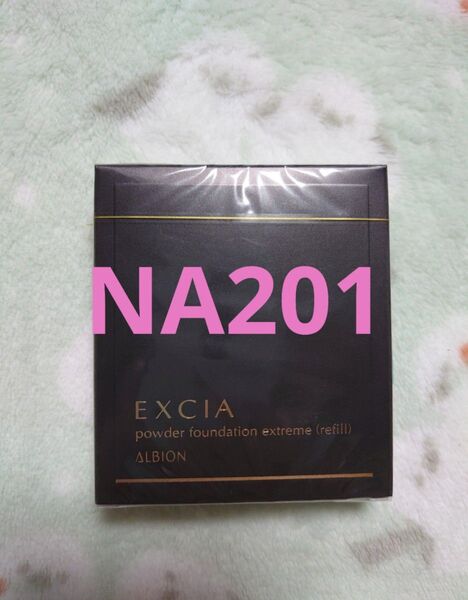 NA201
EXCIA
powder foundation extreme (refill)
ALBION